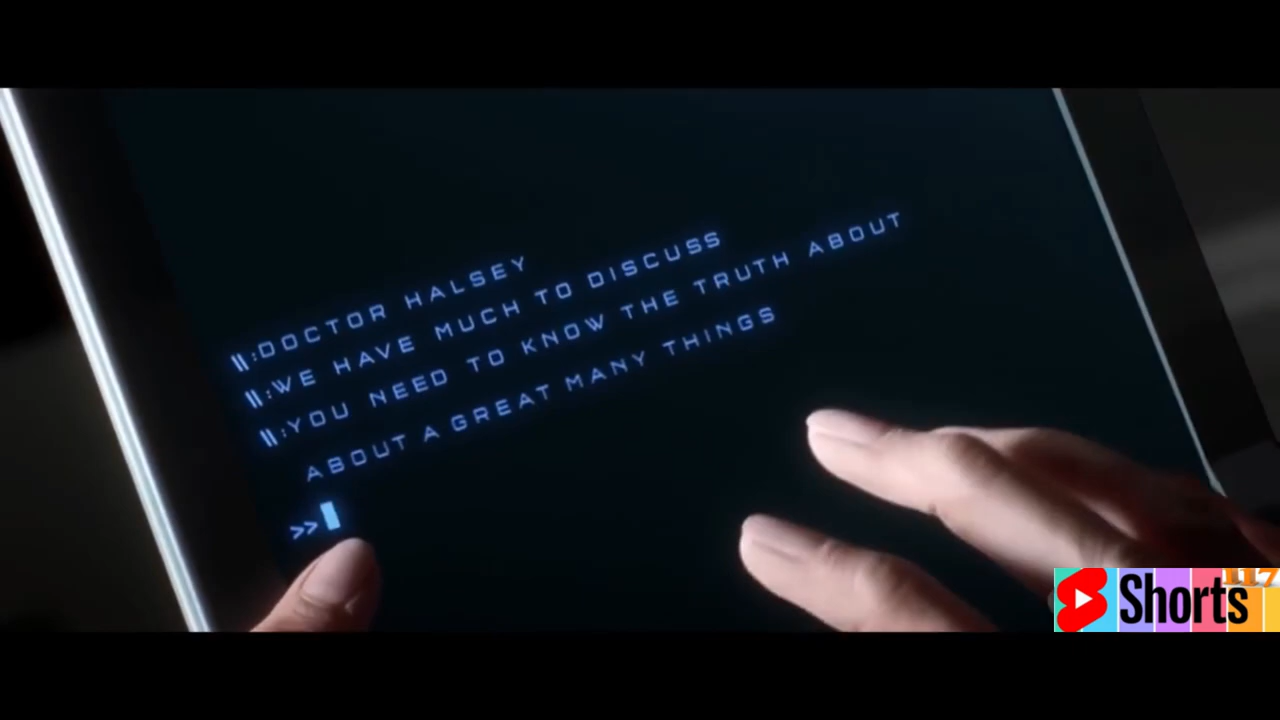 \\:DOCTOR HALSEY
\\:WE HAVE MUCH TO DISCUSS
\\:YOU NEED TO KNOW THE TRUTH ABOUT
ABOUT A GREAT MANY THINGS
>>
117
Shorts